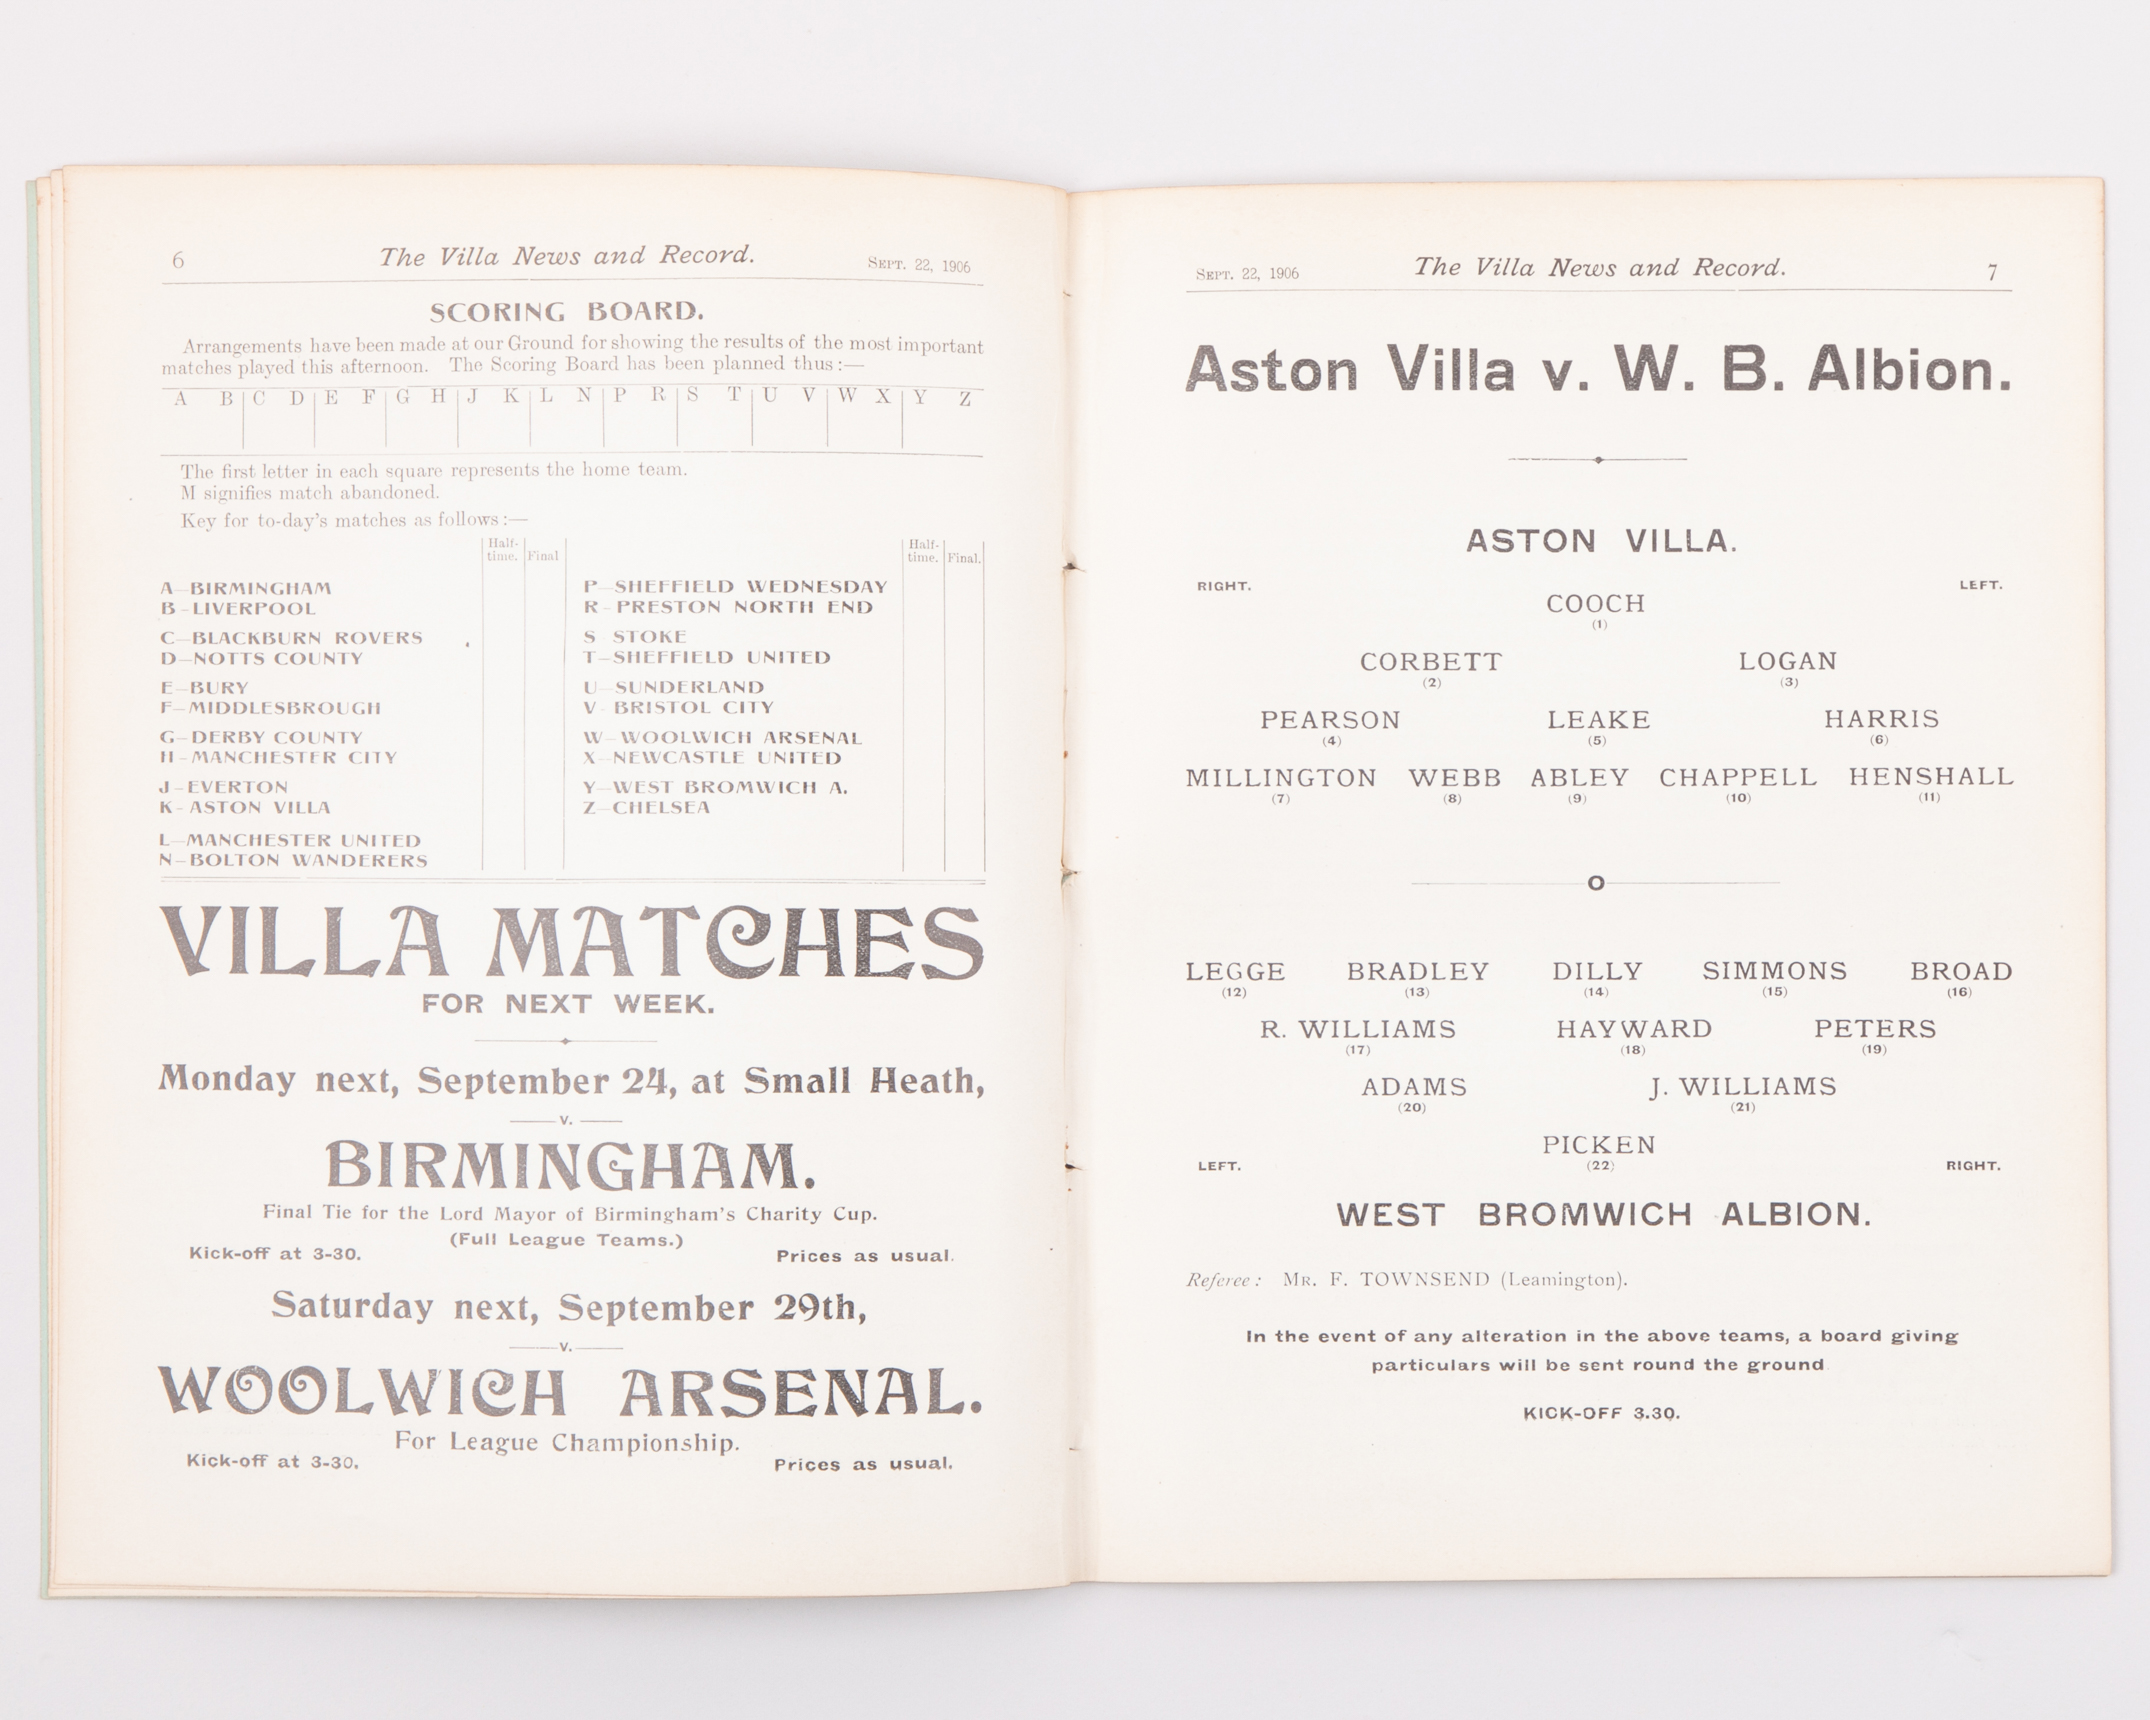 6 The Villa News and Record. SEPT. 22, 1906
SCORING BOARD.
Arrangements have been made at our Ground for showing the results of the most important
matches played this afternoon. The Scoring Board has been planned thus:—
A B C D E F G H J K L N P R S T U V W X Y Z
The first letter in each square represents the home team.
M signifies match abandoned.
Key for to-day's matches as follows:—
Half-time. Final
A—BIRMINGHAM
B—LIVERPOOL
C—BLACKBURN ROVERS
D—NOTTS COUNTY
E—BURY
F—MIDDLESBROUGH
G—DERBY COUNTY
H—MANCHESTER CITY
J—EVERTON
K—ASTON VILLA
L—MANCHESTER UNITED
N—BOLTON WANDERERS
Half-time. Final.
P—SHEFFIELD WEDNESDAY
R—PRESTON NORTH END
S—STOKE
T—SHEFFIELD UNITED
U—SUNDERLAND
V—BRISTOL CITY
W—WOOLWICH ARSENAL
X—NEWCASTLE UNITED
Y—WEST BROMWICH A.
Z—CHELSEA
VILLA MATCHES
FOR NEXT WEEK.
Monday next, September 24, at Small Heath,
v.
BIRMINGHAM.
Final Tie for the Lord Mayor of Birmingham's Charity Cup.
(Full League Teams.)
Kick-off at 3-30. Prices as usual.
Saturday next, September 29th,
v.
WOOLWICH ARSENAL.
For League Championship.
Kick-off at 3-30. Prices as usual.
SEPT. 22, 1906 The Villa News and Record. 7
Aston Villa v. W. B. Albion.
ASTON VILLA.
RIGHT. LEFT.
COOCH
(1)
CORBETT LOGAN
(2) (3)
PEARSON LEAKE HARRIS
(4) (5) (6)
MILLINGTON WEBB ABLEY CHAPPELL HENSHALL
(7) (8) (9) (10) (11)
O
LEGGE BRADLEY DILLY SIMMONS BROAD
(12) (13) (14) (15) (16)
R. WILLIAMS HAYWARD PETERS
(17) (18) (19)
ADAMS J. WILLIAMS
(20) (21)
PICKEN
(22)
LEFT. RIGHT.
WEST BROMWICH ALBION.
Referee: MR. F. TOWNSEND (Leamington).
In the event of any alteration in the above teams, a board giving
particulars will be sent round the ground
KICK-OFF 3.30.